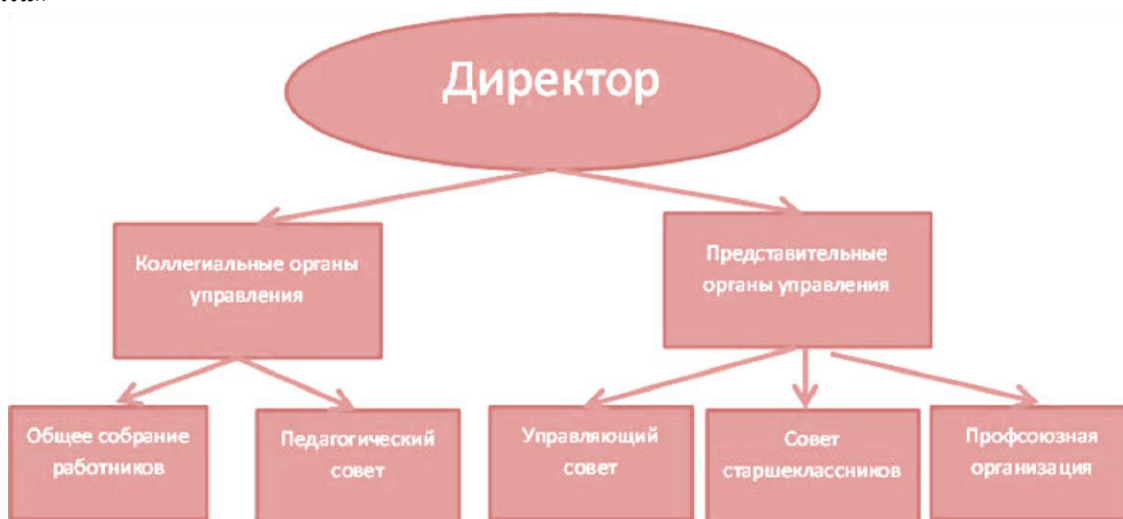 Директор
Коллегиальные органы
управления
Представительные
органы управления
Общее собрание
работников
Педагогический
совет
Управляющий
совет
Совет
старшеклассников
Профсоюзная
организация